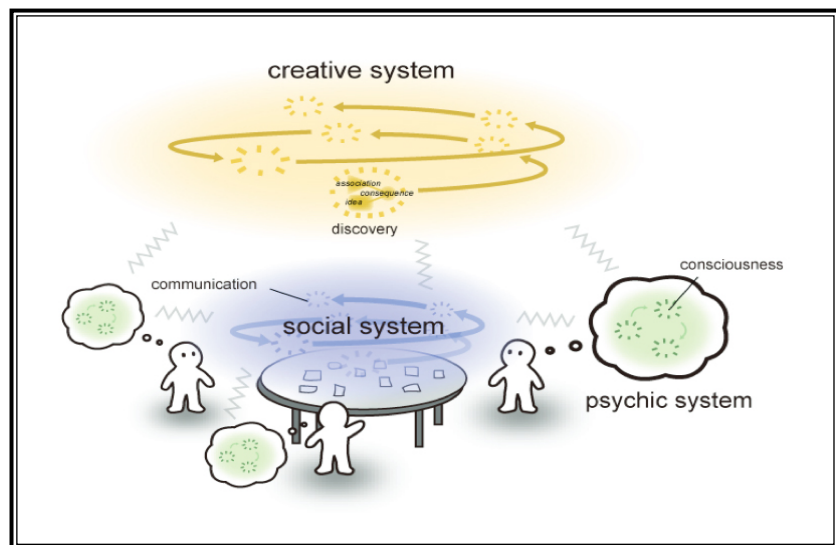 creative system
association
consequence
idea
discovery
communication
consciousness
social system
psychic system